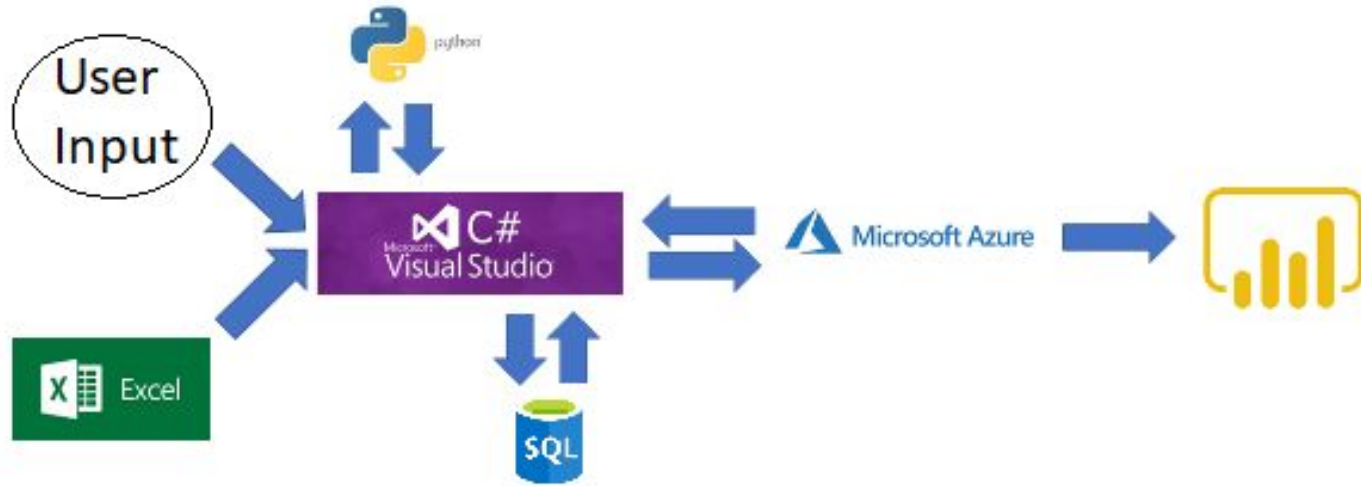 python
User
Input
C#
Microsoft
Visual Studio
Microsoft Azure
X Excel
SQL